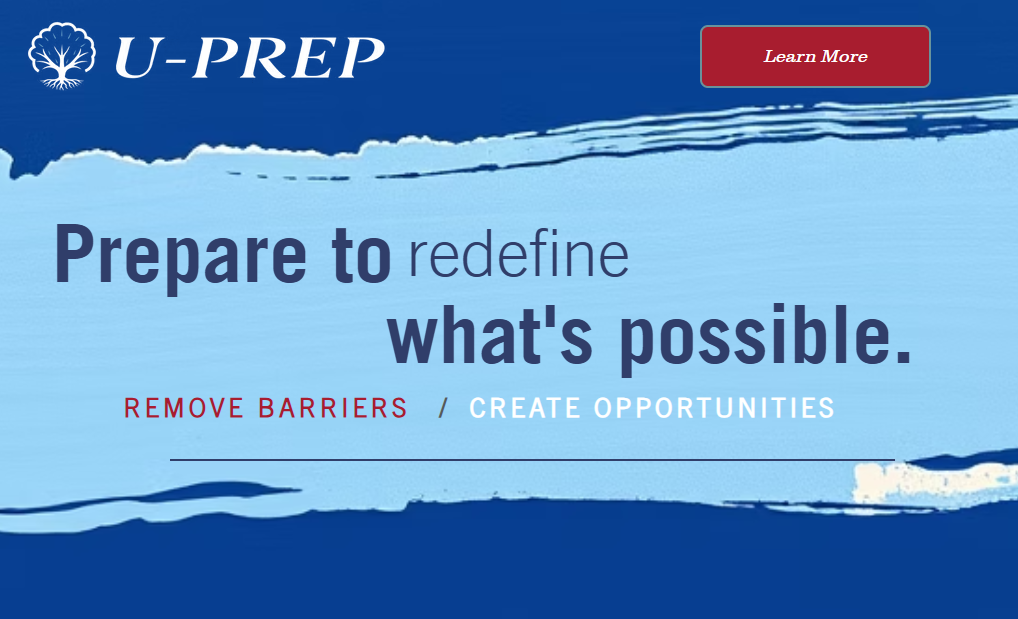 U-PREP
Learn More
Prepare to redefine
what's possible.
REMOVE BARRIERS / CREATE OPPORTUNITIES